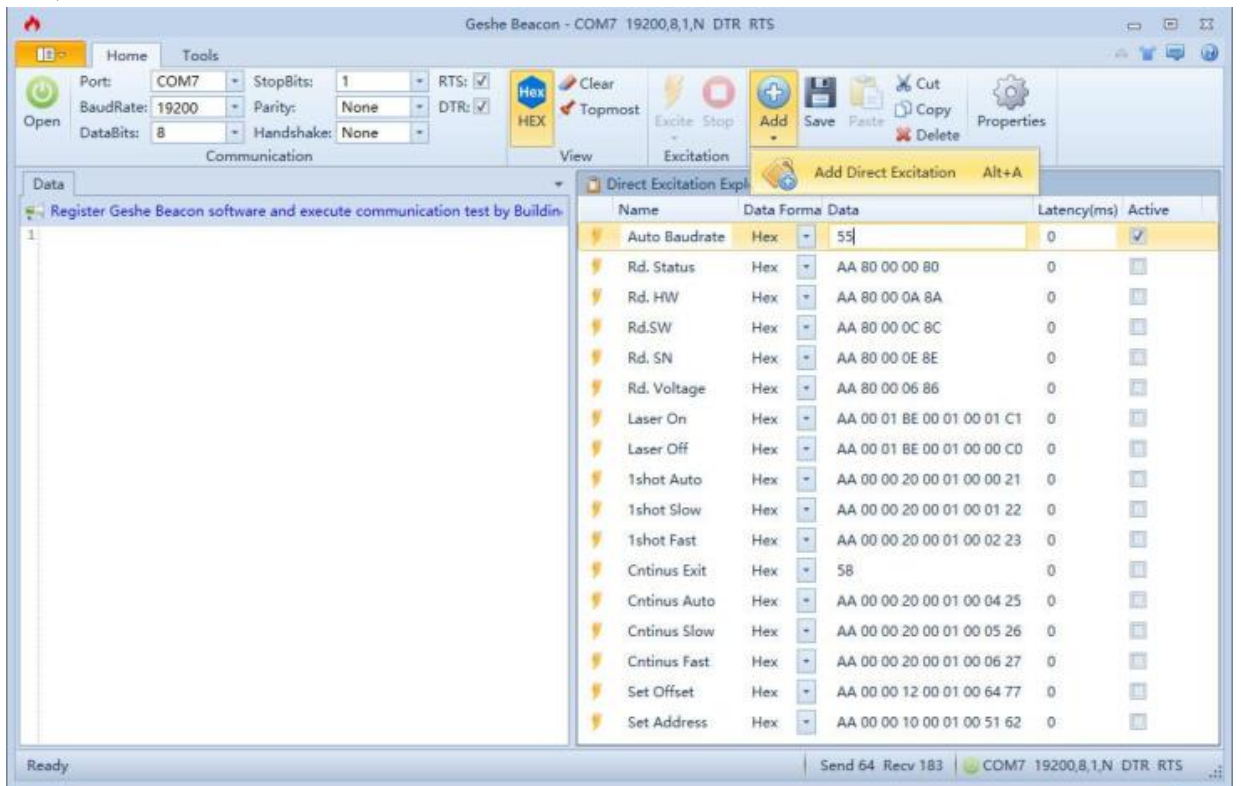 Geshe Beacon - COM7 19200,8,1,N DTR RTS
Home Tools
Port: COM7 StopBits: 1 RTS:
BaudRate: 19200 Parity: None DTR:
DataBits: 8 Handshake: None
Open
Communication
Hex
HEX
Clear
Topmost
View
Excite Stop
Excitation
Add
Save
Paste
Cut
Copy
Delete
Properties
Add Direct Excitation Alt+A
Data
Register Geshe Beacon software and execute communication test by Buildin
1
Direct Excitation Expl
Name Data Forma Data Latency(ms) Active
Auto Baudrate Hex 55 0
Rd. Status Hex AA 80 00 00 80 0
Rd. HW Hex AA 80 00 0A 8A 0
Rd.SW Hex AA 80 00 0C 8C 0
Rd. SN Hex AA 80 00 0E 8E 0
Rd. Voltage Hex AA 80 00 06 86 0
Laser On Hex AA 00 01 BE 00 01 00 01 C1 0
Laser Off Hex AA 00 01 BE 00 01 00 00 C0 0
1shot Auto Hex AA 00 00 20 00 01 00 00 21 0
1shot Slow Hex AA 00 00 20 00 01 00 01 22 0
1shot Fast Hex AA 00 00 20 00 01 00 02 23 0
Cntinus Exit Hex 58 0
Cntinus Auto Hex AA 00 00 20 00 01 00 04 25 0
Cntinus Slow Hex AA 00 00 20 00 01 00 05 26 0
Cntinus Fast Hex AA 00 00 20 00 01 00 06 27 0
Set Offset Hex AA 00 00 12 00 01 00 64 77 0
Set Address Hex AA 00 00 10 00 01 00 51 62 0
Ready
Send 64 Recv 183 COM7 19200,8,1,N DTR RTS